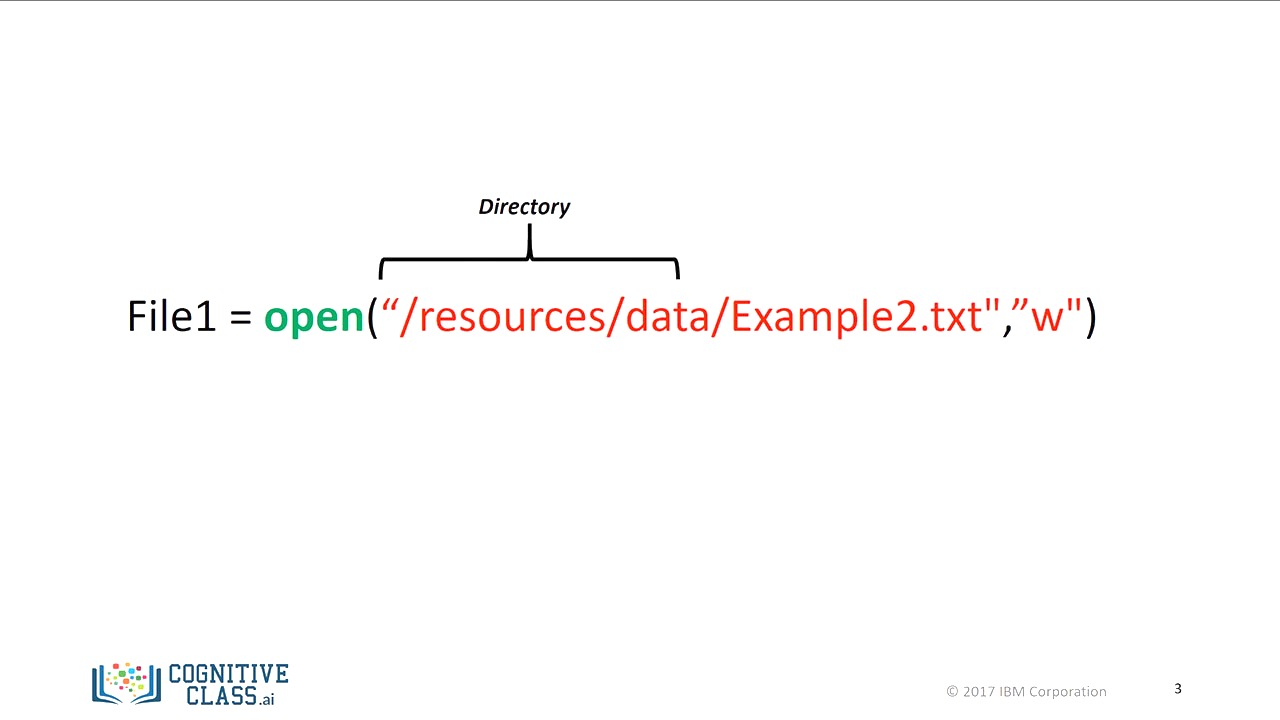 Directory
File1 = open(“/resources/data/Example2.txt",”w")
COGNITIVE
CLASS.ai
© 2017 IBM Corporation
3